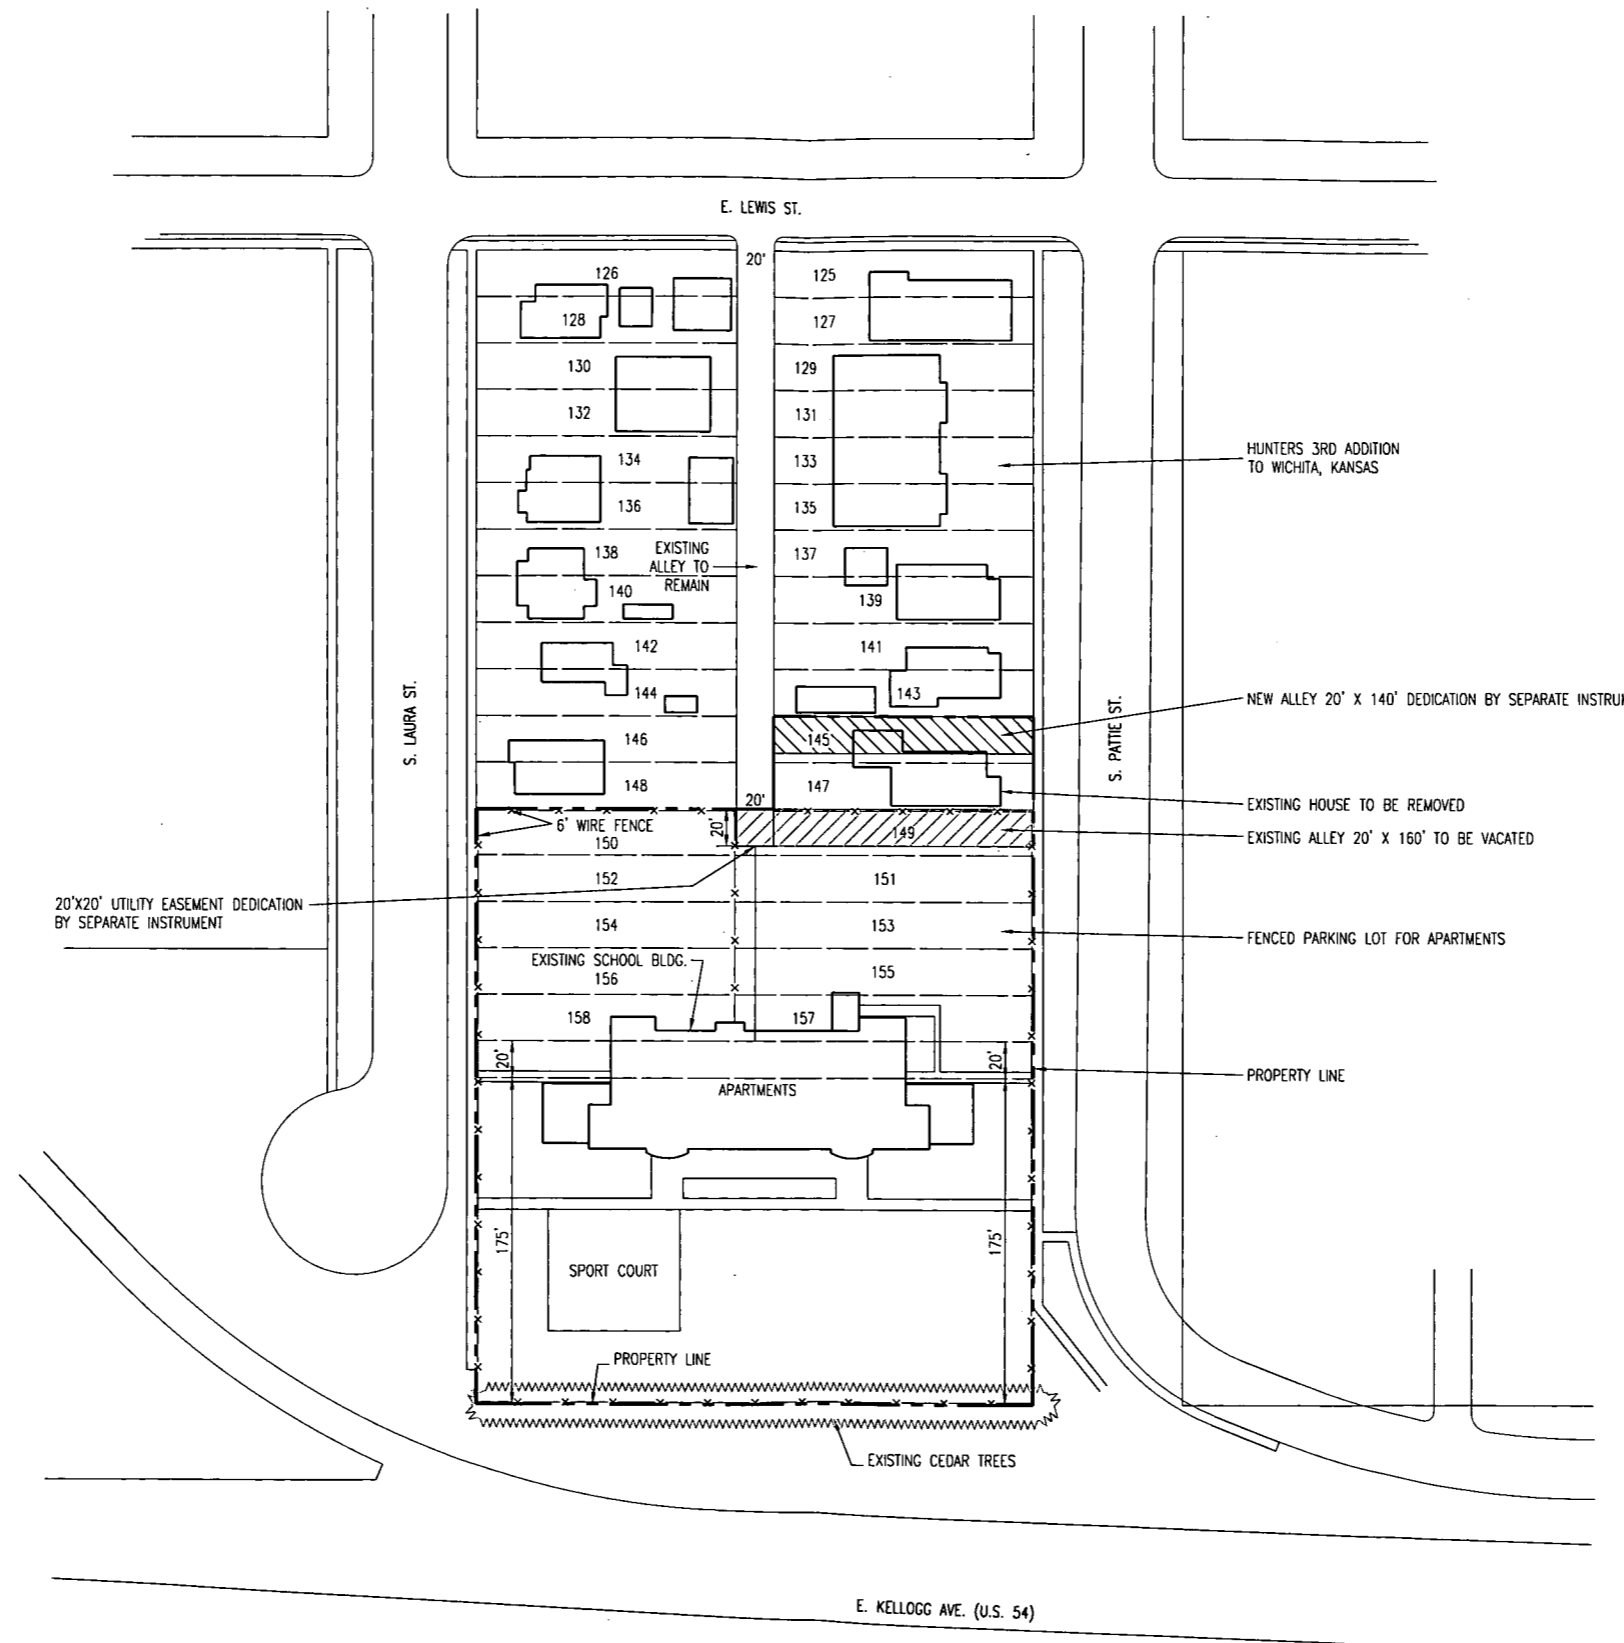 E. LEWIS ST.
20'
126
125
128
127
130
129
132
131
HUNTERS 3RD ADDITION
TO WICHITA, KANSAS
134
133
136
135
EXISTING
ALLEY TO
REMAIN
138
137
140
139
142
141
144
143
S. LAURA ST.
S. PATTIE ST.
NEW ALLEY 20' X 140' DEDICATION BY SEPARATE INSTRU
146
145
148
147
20'
EXISTING HOUSE TO BE REMOVED
6' WIRE FENCE
20'
149
EXISTING ALLEY 20' X 160' TO BE VACATED
150
152
151
20'X20' UTILITY EASEMENT DEDICATION
BY SEPARATE INSTRUMENT
154
153
FENCED PARKING LOT FOR APARTMENTS
EXISTING SCHOOL BLDG.
156
155
158
157
20'
20'
PROPERTY LINE
APARTMENTS
175'
175'
SPORT COURT
PROPERTY LINE
EXISTING CEDAR TREES
E. KELLOGG AVE. (U.S. 54)